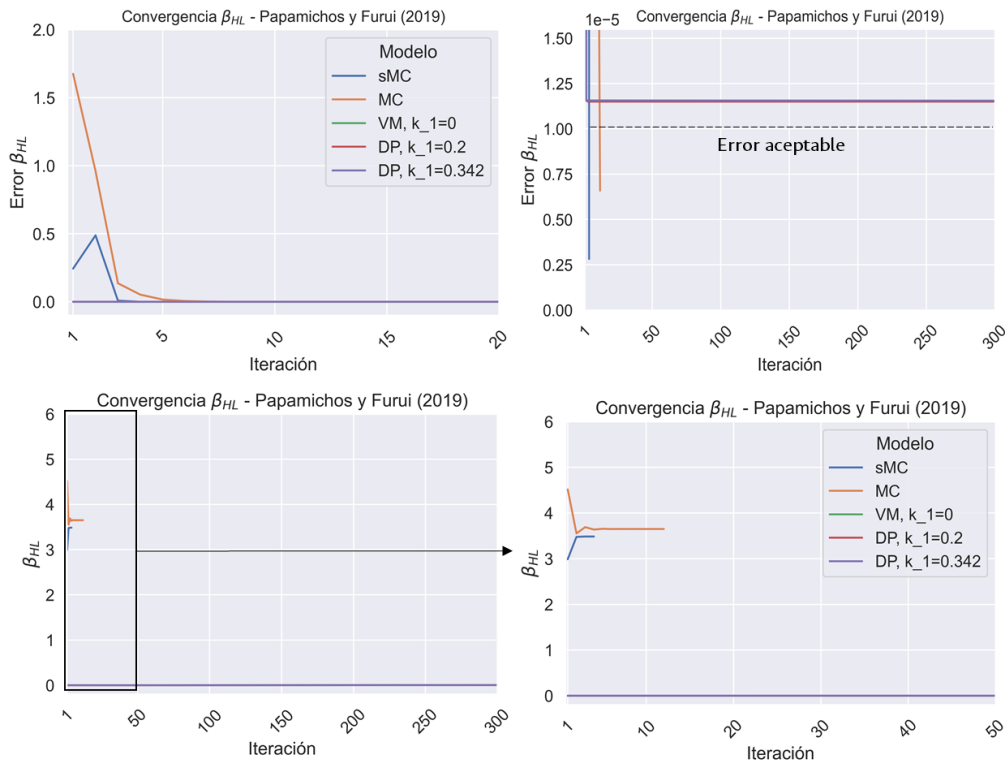 Convergencia β_HL - Papamichos y Furui (2019)
2.0
1.5
1.0
0.5
0.0
Error β_HL
1
5
10
15
20
Iteración
Modelo
sMC
MC
VM, k_1=0
DP, k_1=0.2
DP, k_1=0.342
Convergencia β_HL - Papamichos y Furui (2019)
1e−5
1.50
1.25
1.00
0.75
0.50
0.25
0.00
Error β_HL
Error aceptable
1
50
100
150
200
250
300
Iteración
Convergencia β_HL - Papamichos y Furui (2019)
6
5
4
3
2
1
0
β_HL
1
50
100
150
200
250
300
Iteración
Convergencia β_HL - Papamichos y Furui (2019)
6
5
4
3
2
1
0
β_HL
Modelo
sMC
MC
VM, k_1=0
DP, k_1=0.2
DP, k_1=0.342
1
10
20
30
40
50
Iteración